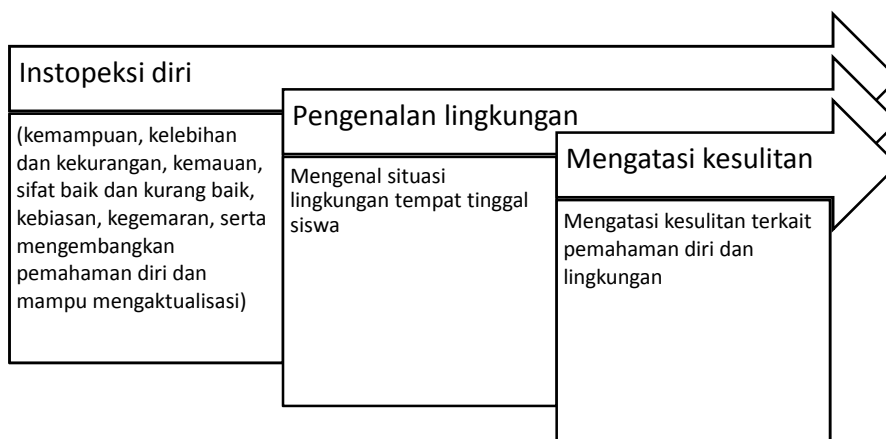 Instopeksi diri
(kemampuan, kelebihan
dan kekurangan, kemauan,
sifat baik dan kurang baik,
kebiasan, kegemaran, serta
mengembangkan
pemahaman diri dan
mampu mengaktualisasi)
Pengenalan lingkungan
Mengenal situasi
lingkungan tempat tinggal
siswa
Mengatasi kesulitan
Mengatasi kesulitan terkait
pemahaman diri dan
lingkungan